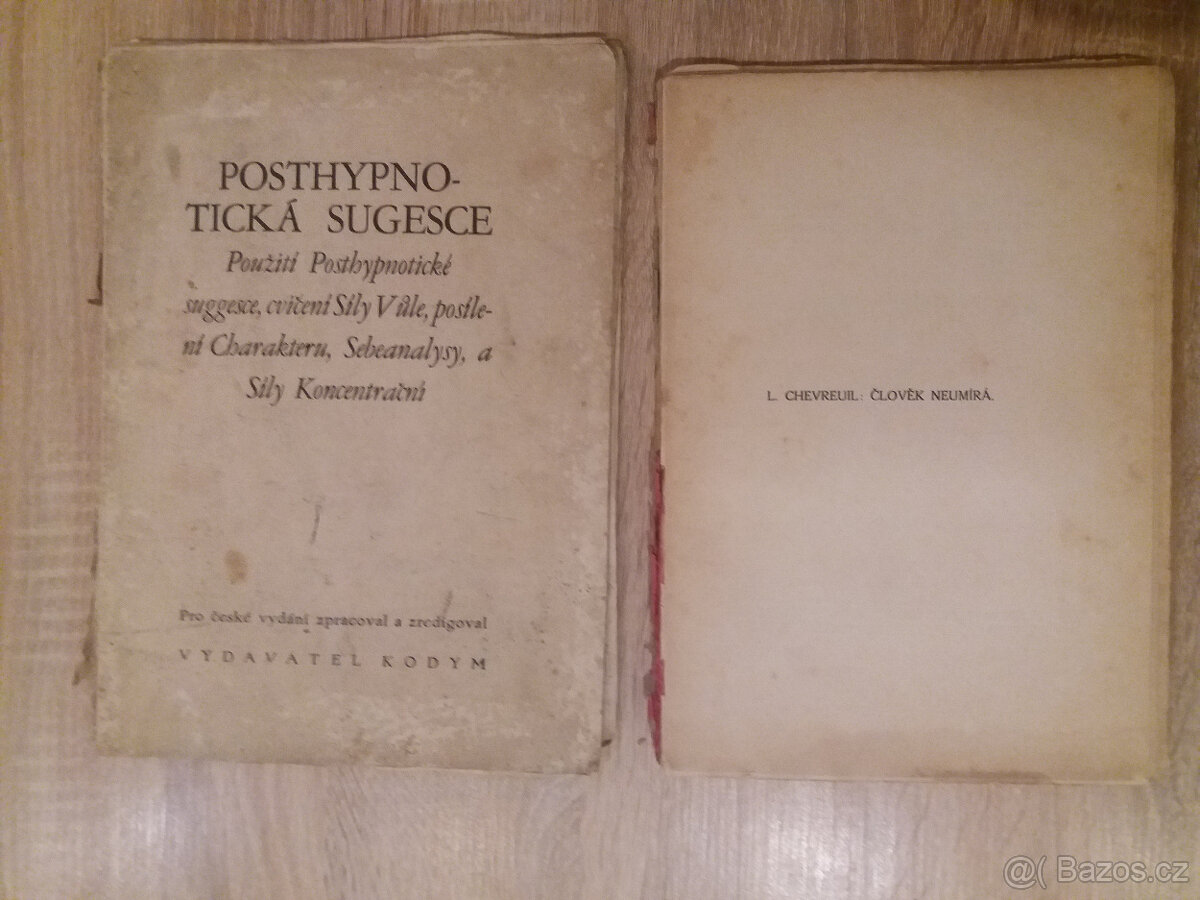 POSTHYPNO-
TICKÁ SUGESCE
Použití Posthypnotické
suggesce, cvičení Síly Vůle, posíle-
ní Charakteru, Sebeanalysy, a
Síly Koncentrační
Pro české vydání zpracoval a zredigoval
VYDAVATEL KODYM
L. CHEVREUIL: ČLOVĚK NEUMÍRÁ.
@( Bazos.cz